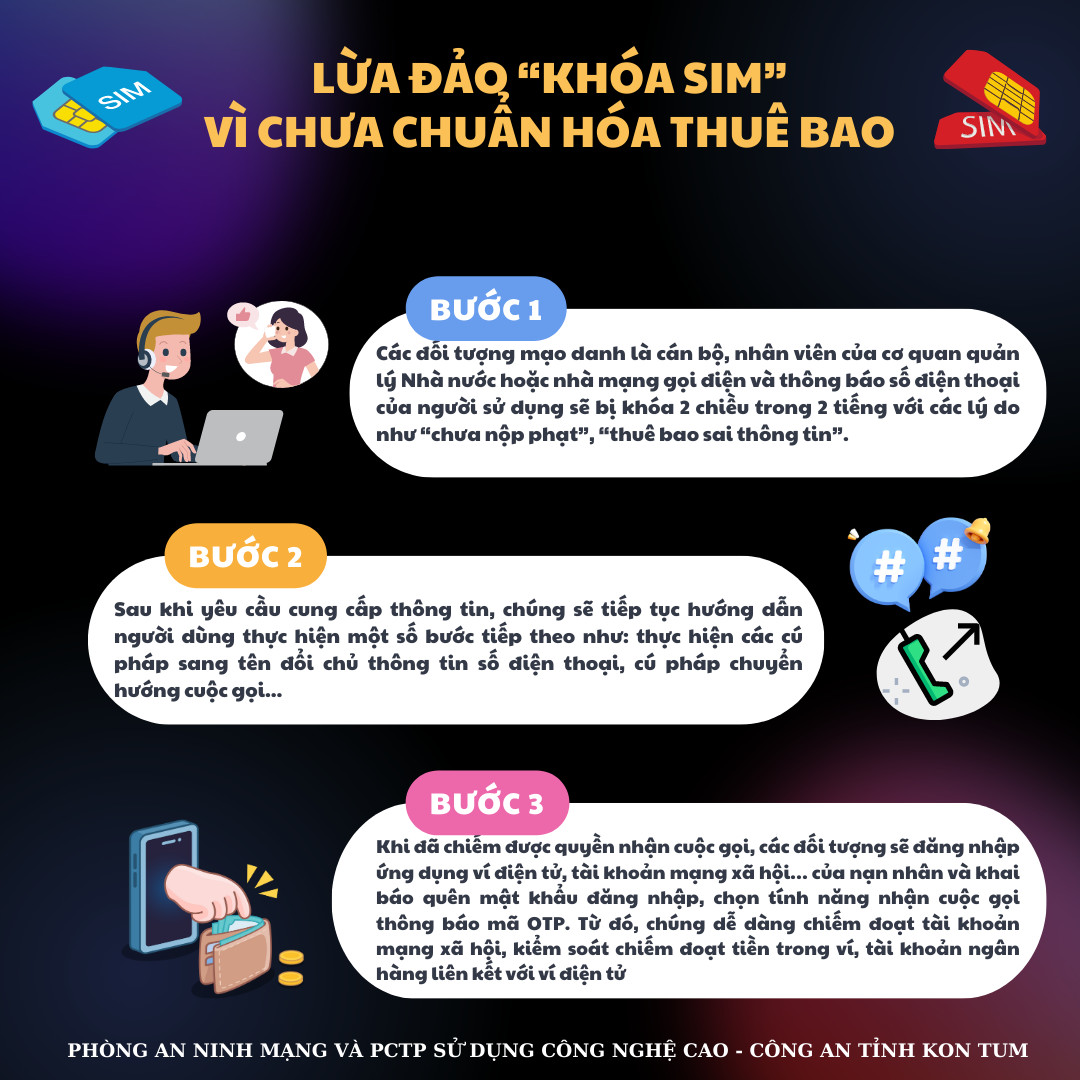 LỪA ĐẢO “KHÓA SIM”
VÌ CHƯA CHUẨN HÓA THUÊ BAO
SIM
SIM
BƯỚC 1
Các đối tượng mạo danh là cán bộ, nhân viên của cơ quan quản
lý Nhà nước hoặc nhà mạng gọi điện và thông báo số điện thoại
của người sử dụng sẽ bị khóa 2 chiều trong 2 tiếng với các lý do
như “chưa nộp phạt”, “thuê bao sai thông tin”.
BƯỚC 2
Sau khi yêu cầu cung cấp thông tin, chúng sẽ tiếp tục hướng dẫn
người dùng thực hiện một số bước tiếp theo như: thực hiện các cú
pháp sang tên đổi chủ thông tin số điện thoại, cú pháp chuyển
hướng cuộc gọi...
# #
BƯỚC 3
Khi đã chiếm được quyền nhận cuộc gọi, các đối tượng sẽ đăng nhập
ứng dụng ví điện tử, tài khoản mạng xã hội... của nạn nhân và khai
báo quên mật khẩu đăng nhập, chọn tính năng nhận cuộc gọi
thông báo mã OTP. Từ đó, chúng dễ dàng chiếm đoạt tài khoản
mạng xã hội, kiểm soát chiếm đoạt tiền trong ví, tài khoản ngân
hàng liên kết với ví điện tử
PHÒNG AN NINH MẠNG VÀ PCTP SỬ DỤNG CÔNG NGHỆ CAO - CÔNG AN TỈNH KON TUM